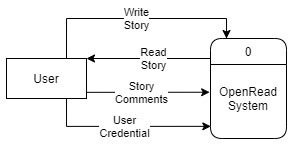 Write
Story
0
Read
Story
User
OpenRead
System
Story
Comments
User
Credential